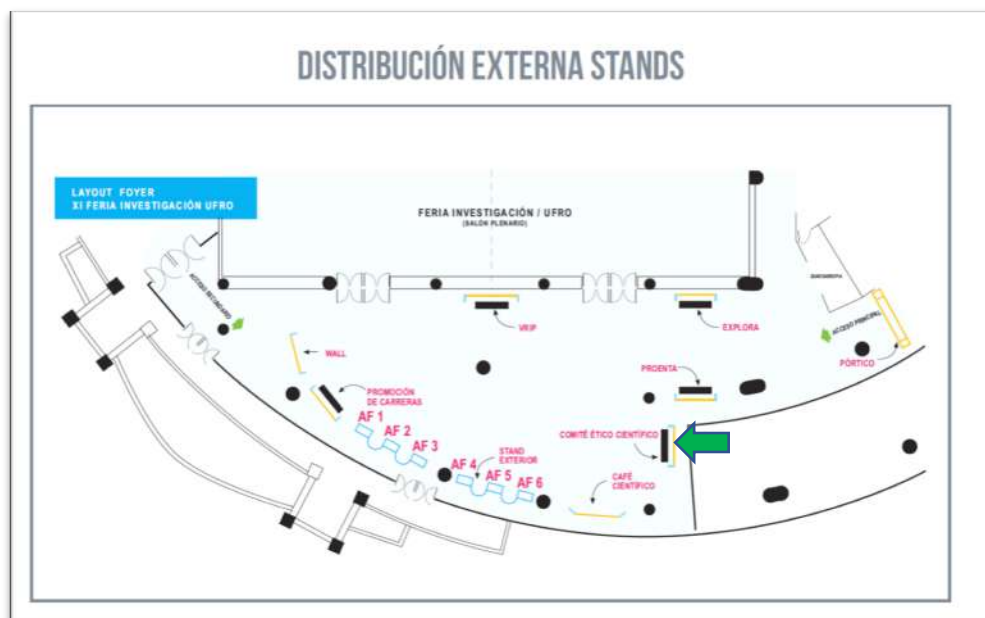 DISTRIBUCIÓN EXTERNA STANDS
LAYOUT FOYER
XI FERIA INVESTIGACIÓN UFRO
FERIA INVESTIGACIÓN / UFRO
(SALÓN PLENARIO)
ACCESO SECUNDARIO
VRIP
EXPLORA
ACCESO PRINCIPAL
PÓRTICO
WALL
PROENTA
PROMOCIÓN
DE CARRERAS
AF 1
AF 2
AF 3
COMITÉ ÉTICO CIENTÍFICO
STAND
EXTERIOR
AF 4
AF 5
AF 6
CAFÉ
CIENTÍFICO